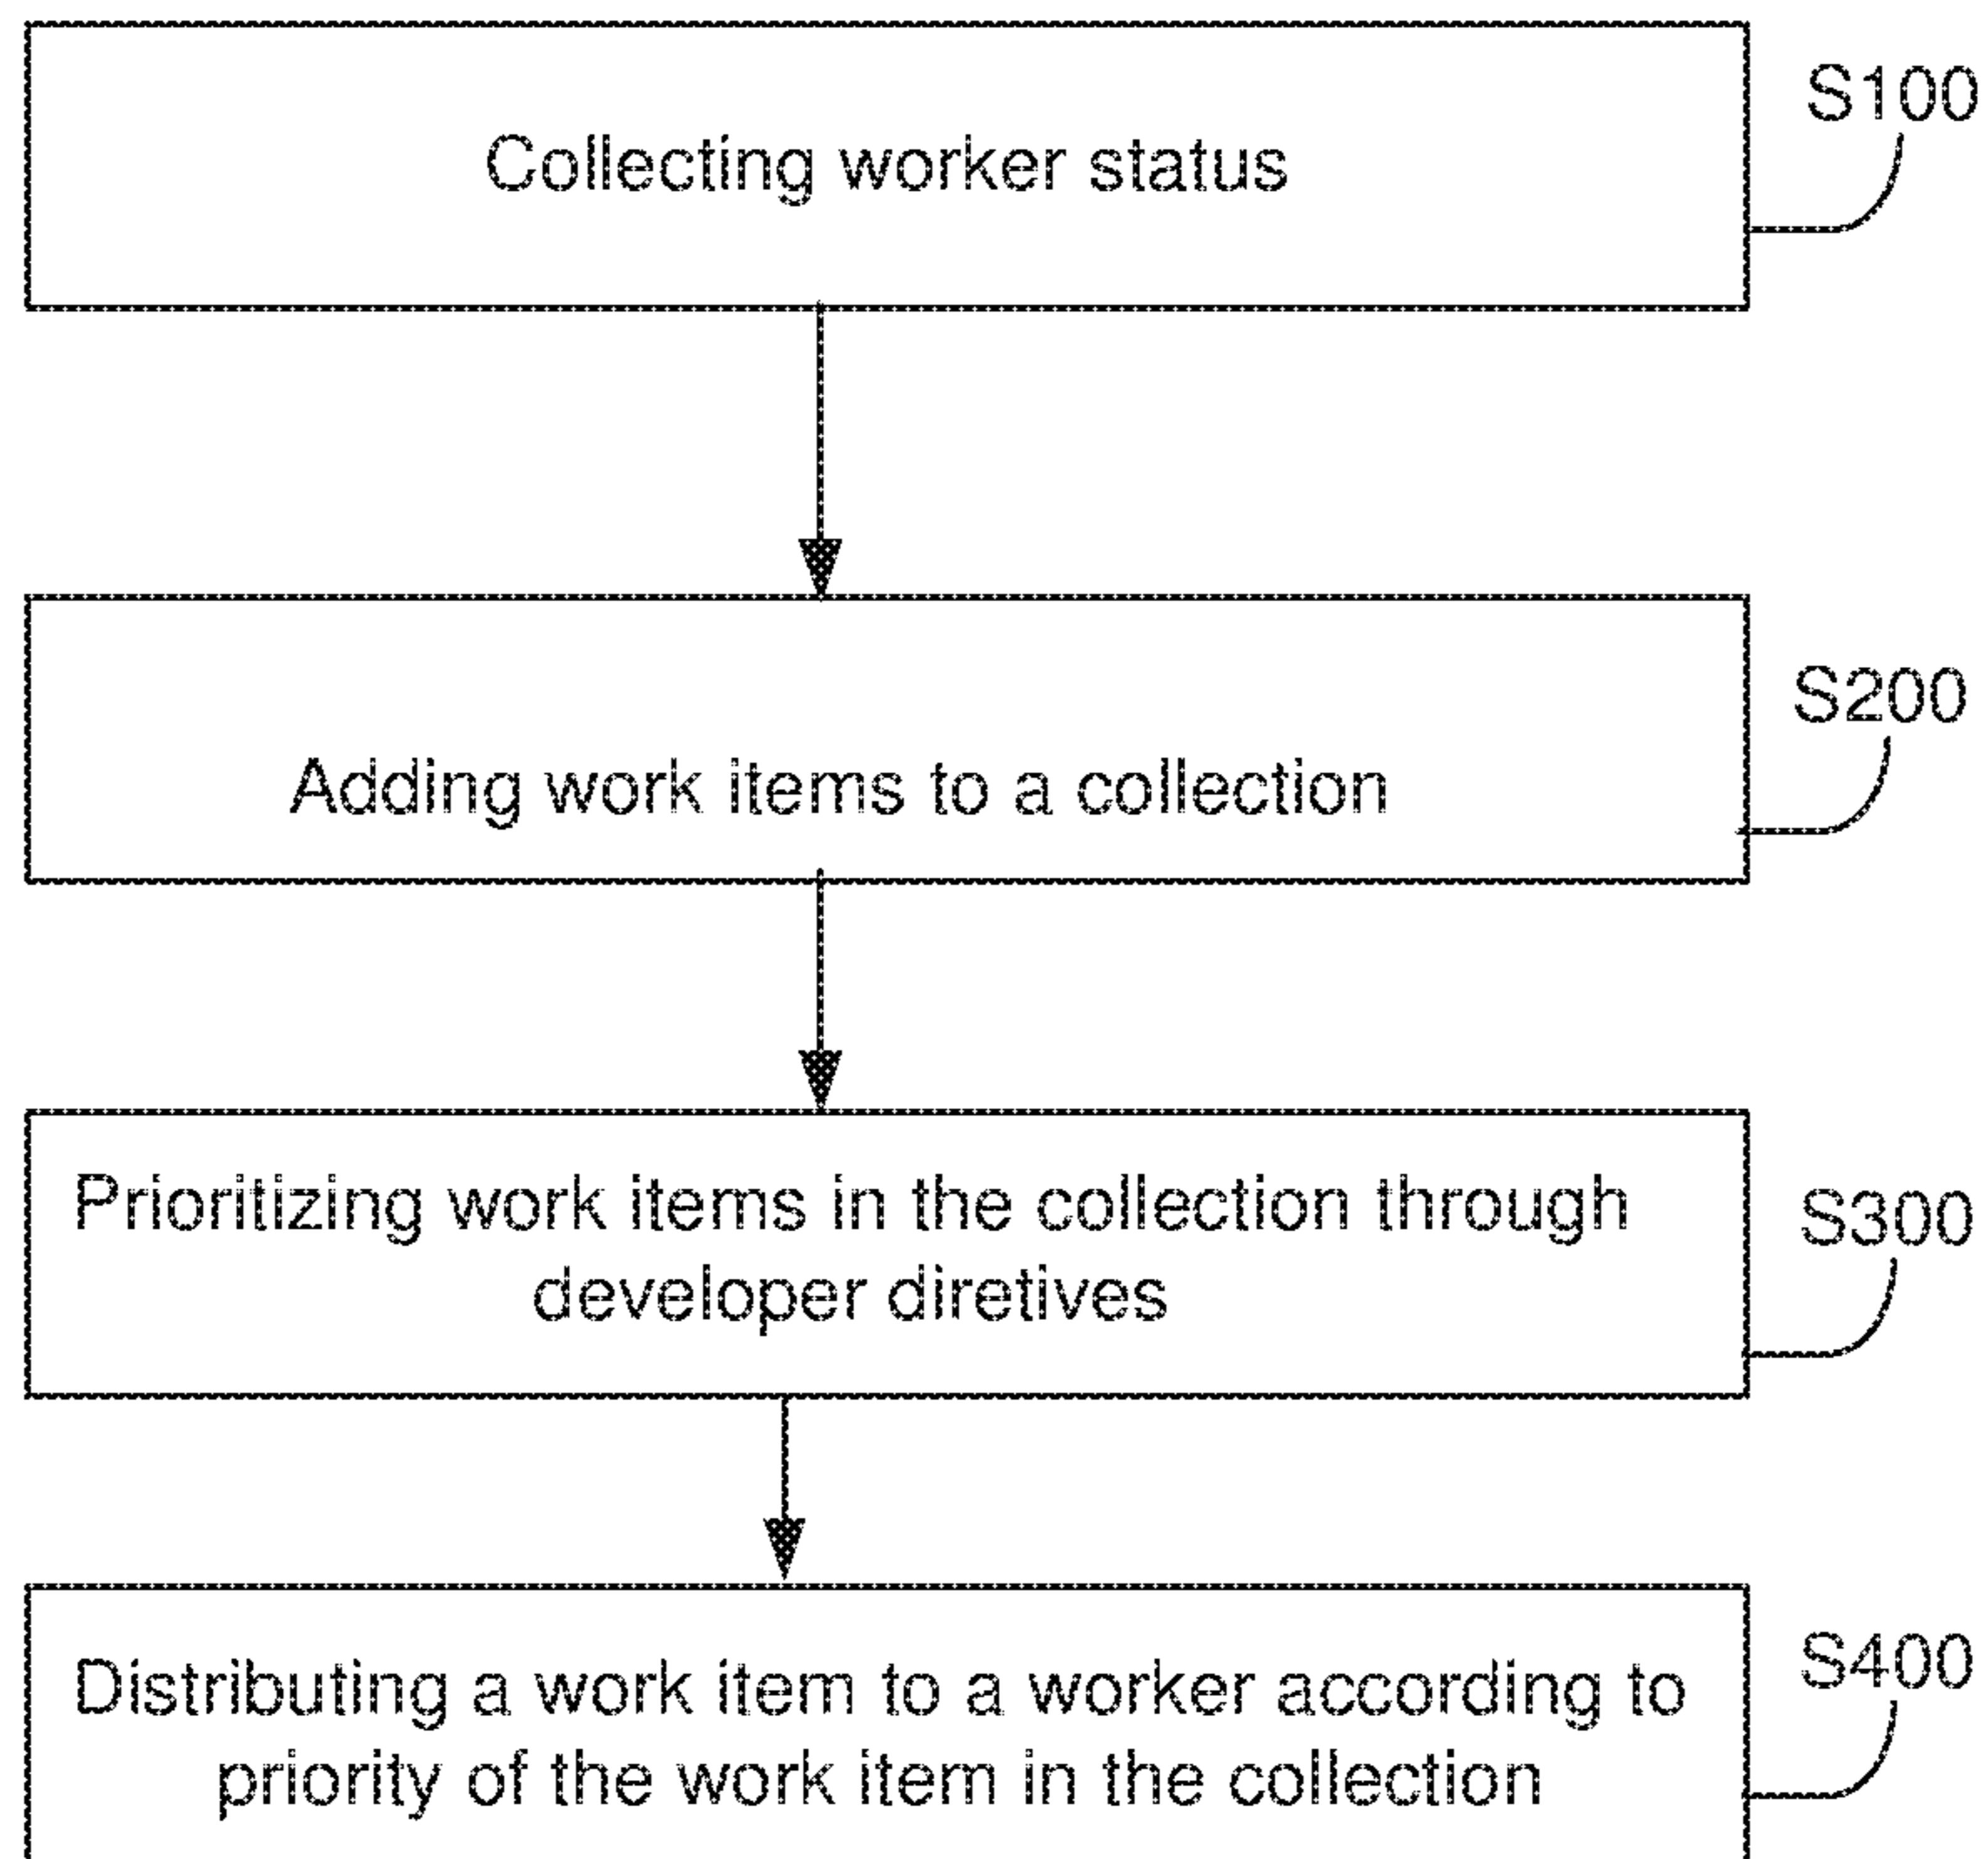 Collecting worker status
S100
Adding work items to a collection
S200
Prioritizing work items in the collection through
developer diretives
S300
Distributing a work item to a worker according to
priority of the work item in the collection
S400